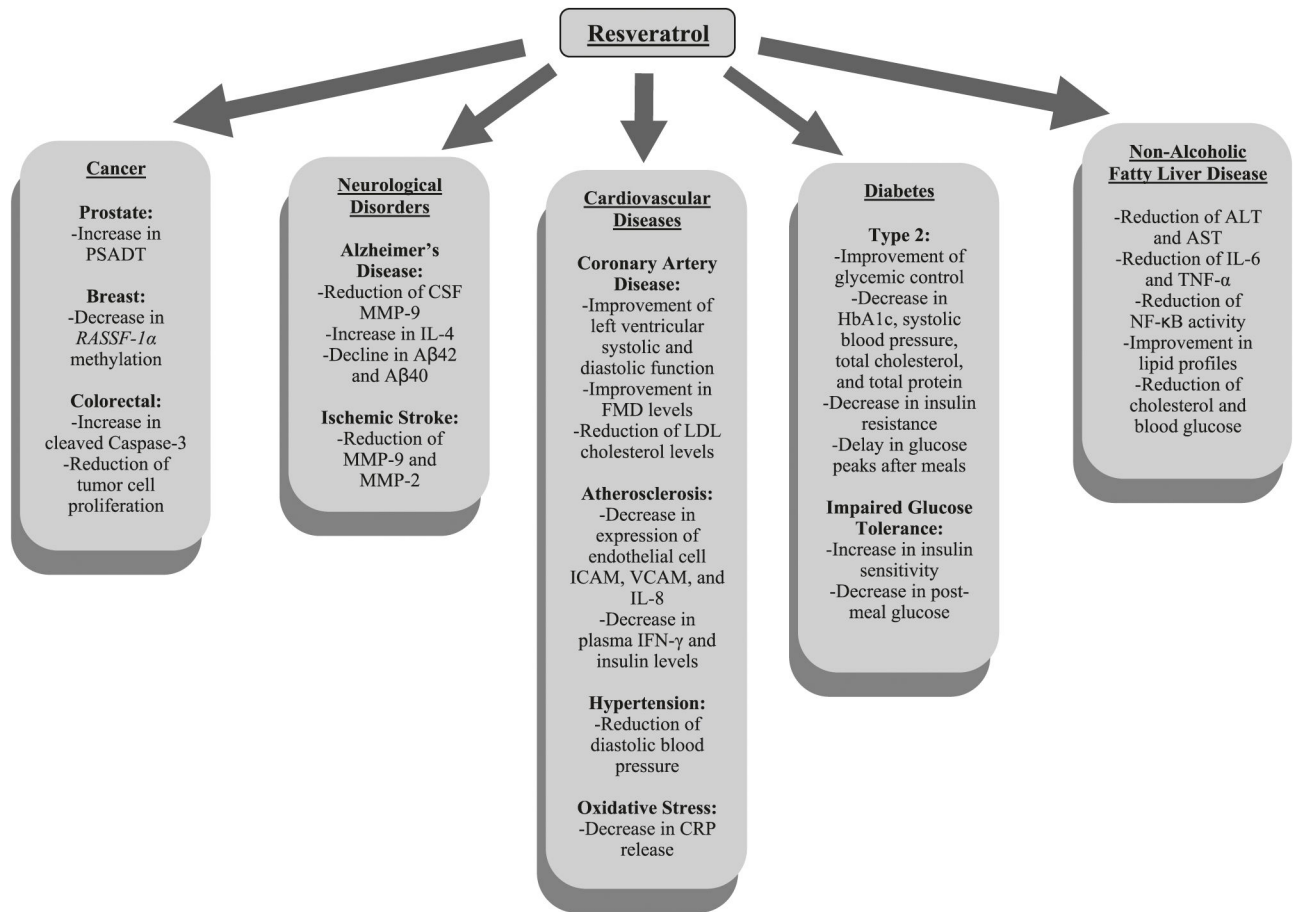 Resveratrol
Cancer
Prostate:
-Increase in
PSADT
Breast:
-Decrease in
RASSF-1α
methylation
Colorectal:
-Increase in
cleaved Caspase-3
-Reduction of
tumor cell
proliferation
Neurological
Disorders
Alzheimer’s
Disease:
-Reduction of CSF
MMP-9
-Increase in IL-4
-Decline in Aβ42
and Aβ40
Ischemic Stroke:
-Reduction of
MMP-9 and
MMP-2
Cardiovascular
Diseases
Coronary Artery
Disease:
-Improvement of
left ventricular
systolic and
diastolic function
-Improvement in
FMD levels
-Reduction of LDL
cholesterol levels
Atherosclerosis:
-Decrease in
expression of
endothelial cell
ICAM, VCAM, and
IL-8
-Decrease in
plasma IFN-γ and
insulin levels
Hypertension:
-Reduction of
diastolic blood
pressure
Oxidative Stress:
-Decrease in CRP
release
Diabetes
Type 2:
-Improvement of
glycemic control
-Decrease in
HbA1c, systolic
blood pressure,
total cholesterol,
and total protein
-Decrease in insulin
resistance
-Delay in glucose
peaks after meals
Impaired Glucose
Tolerance:
-Increase in insulin
sensitivity
-Decrease in post-
meal glucose
Non-Alcoholic
Fatty Liver Disease
-Reduction of ALT
and AST
-Reduction of IL-6
and TNF-α
-Reduction of
NF-κB activity
-Improvement in
lipid profiles
-Reduction of
cholesterol and
blood glucose